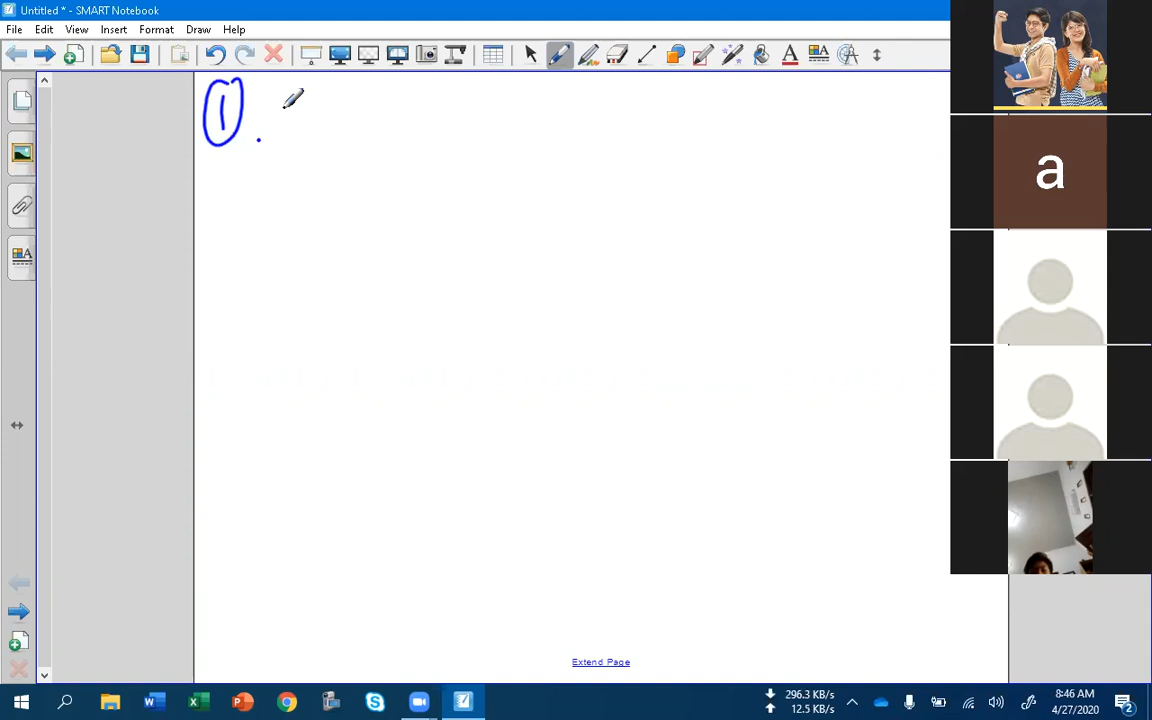 Untitled * - SMART Notebook
File Edit View Insert Format Draw Help
1.
a
Extend Page
296.3 KB/s
12.5 KB/s
8:46 AM
4/27/2020
2